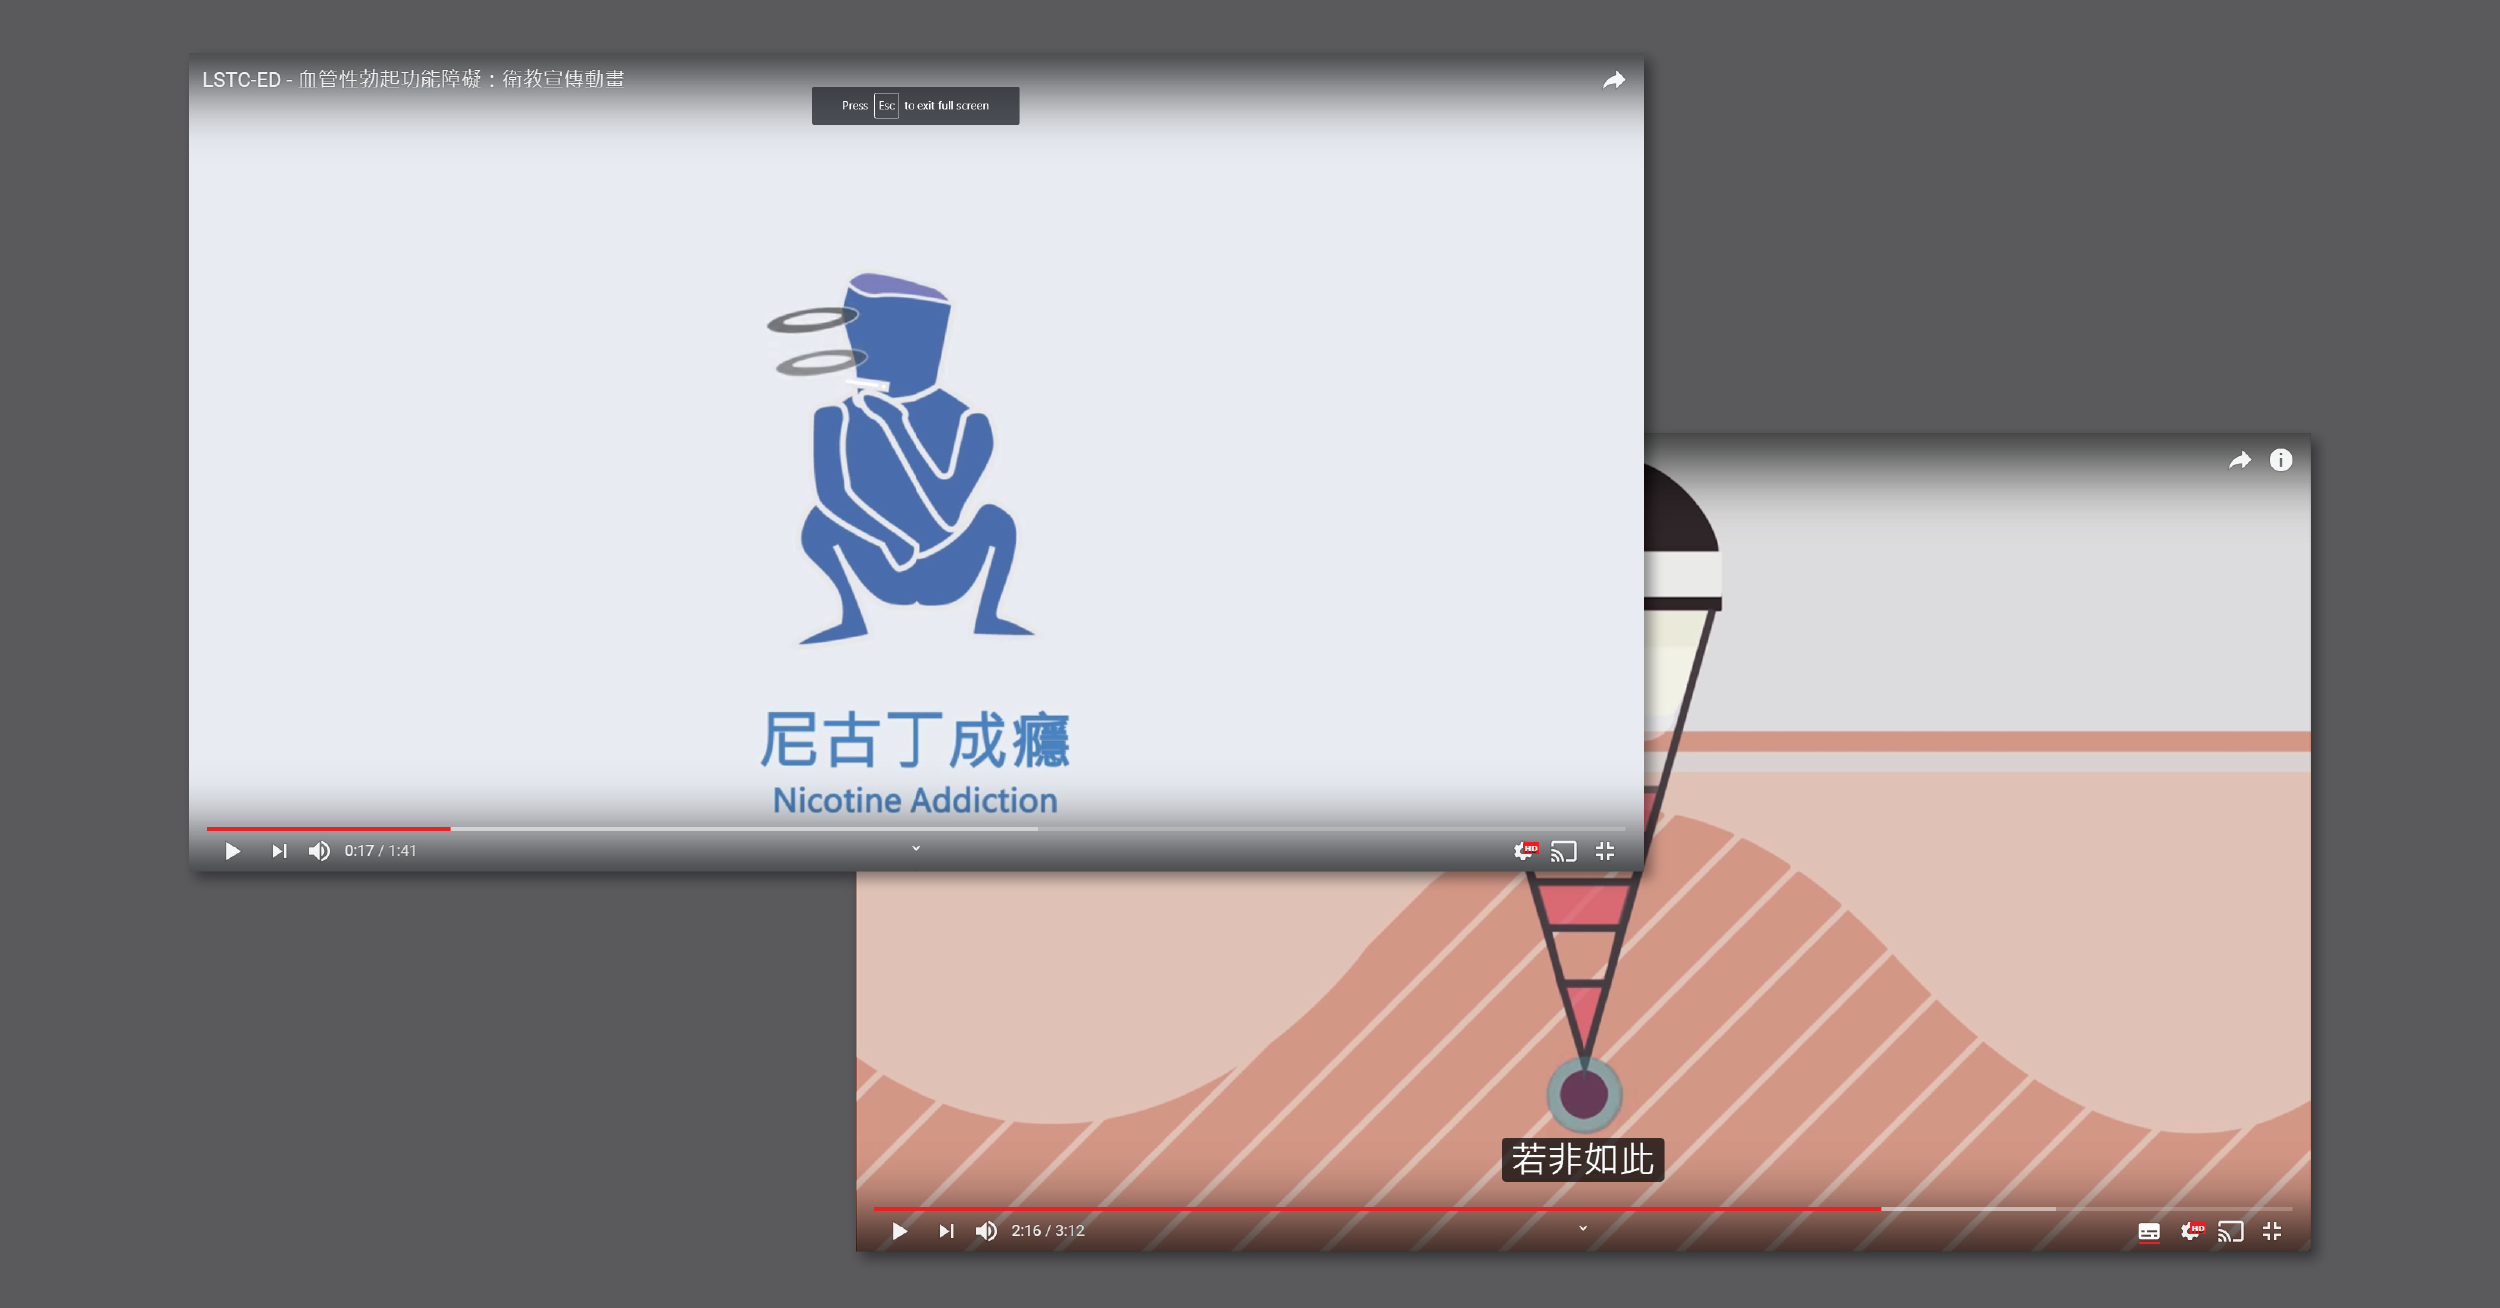 LSTC-ED - 血管性勃起功能障礙：衛教宣傳動畫
Press Esc to exit full screen
尼古丁成癮
Nicotine Addiction
0:17 / 1:41
HD
若非如此
2:16 / 3:12
HD